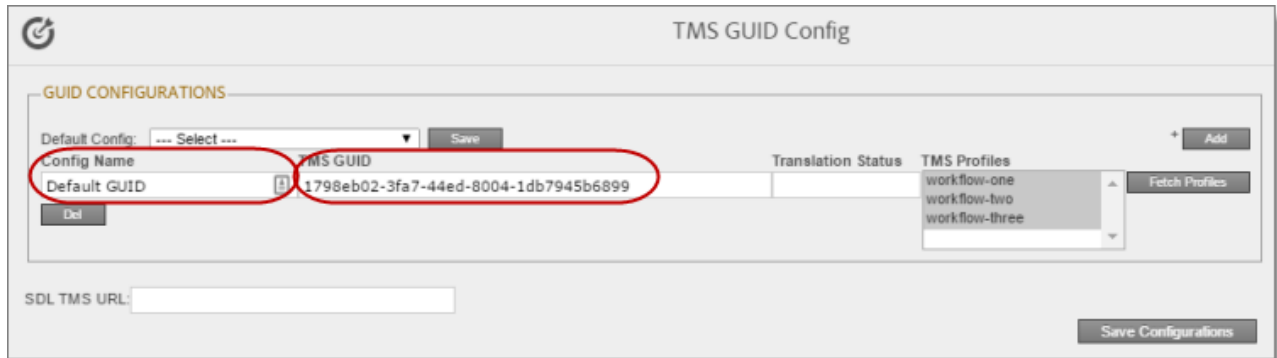 TMS GUID Config
GUID CONFIGURATIONS
Default Config: --- Select --- Save + Add
Config Name TMS GUID Translation Status TMS Profiles
Default GUID 1798eb02-3fa7-44ed-8004-1db7945b6899 workflow-one Fetch Profiles
workflow-two
Del workflow-three
SDL TMS URL:
Save Configurations